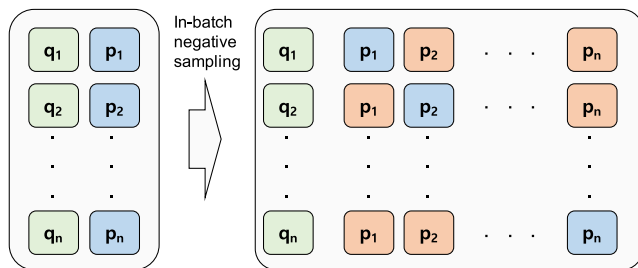 In-batch
negative
sampling
q1 p1
q2 p2
. .
. .
. .
qn pn
q1 p1 p2 . . . pn
q2 p1 p2 . . . pn
. . . .
. . . .
. . . .
qn p1 p2 . . . pn